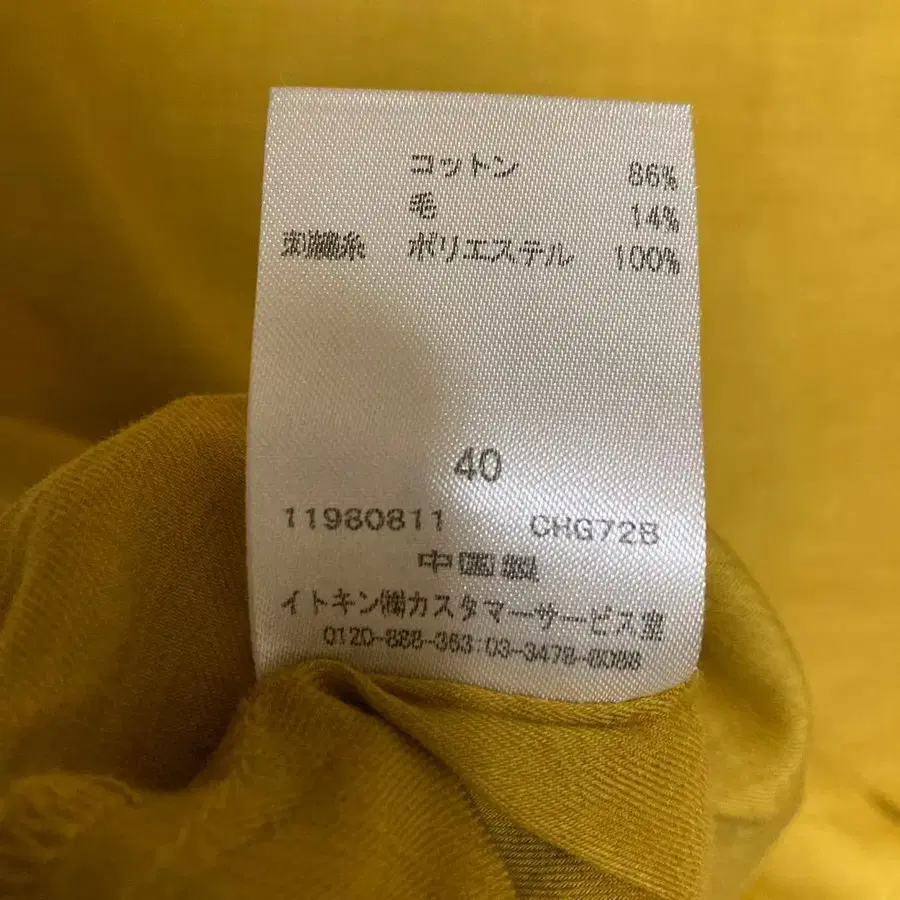 コットン 86%
毛 14%
刺繍糸 ポリエステル 100%
40
11980811 CHG72B
中国製
イトキン㈱カスタマーサービス室
0120-888-363:03-3478-8088